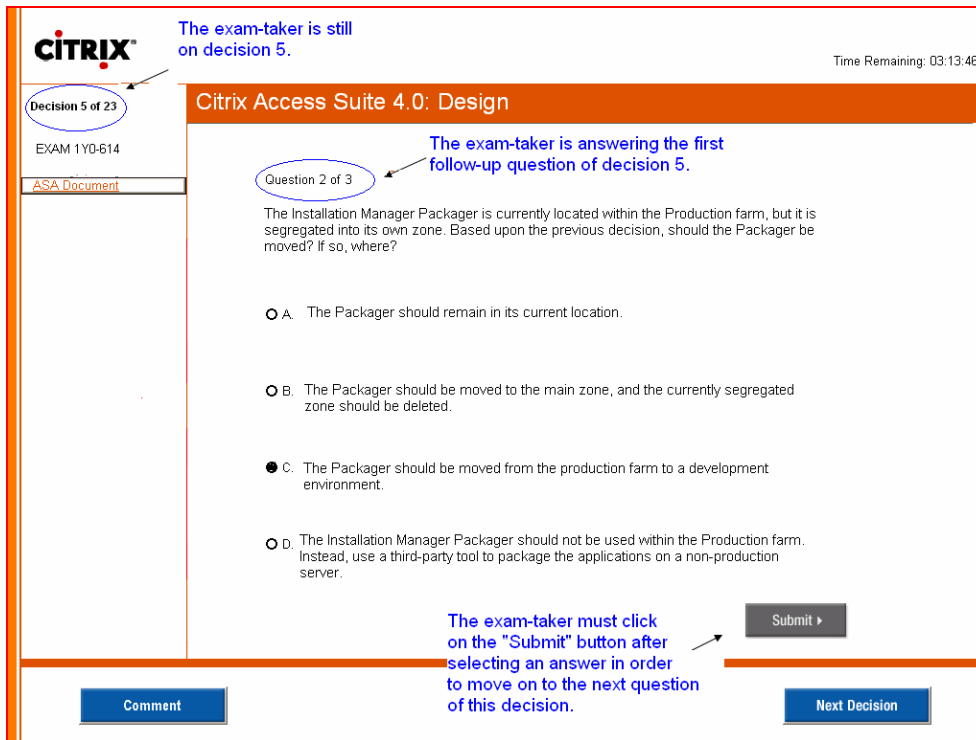 The exam-taker is still
on decision 5.
CİTRIX®
Time Remaining: 03:13:46
Decision 5 of 23
Citrix Access Suite 4.0: Design
EXAM 1Y0-614
The exam-taker is answering the first
follow-up question of decision 5.
ASA Document
Question 2 of 3
The Installation Manager Packager is currently located within the Production farm, but it is
segregated into its own zone. Based upon the previous decision, should the Packager be
moved? If so, where?
A. The Packager should remain in its current location.
B. The Packager should be moved to the main zone, and the currently segregated
zone should be deleted.
C. The Packager should be moved from the production farm to a development
environment.
D. The Installation Manager Packager should not be used within the Production farm.
Instead, use a third-party tool to package the applications on a non-production
server.
The exam-taker must click
on the "Submit" button after
selecting an answer in order
to move on to the next question
of this decision.
Submit
Comment
Next Decision